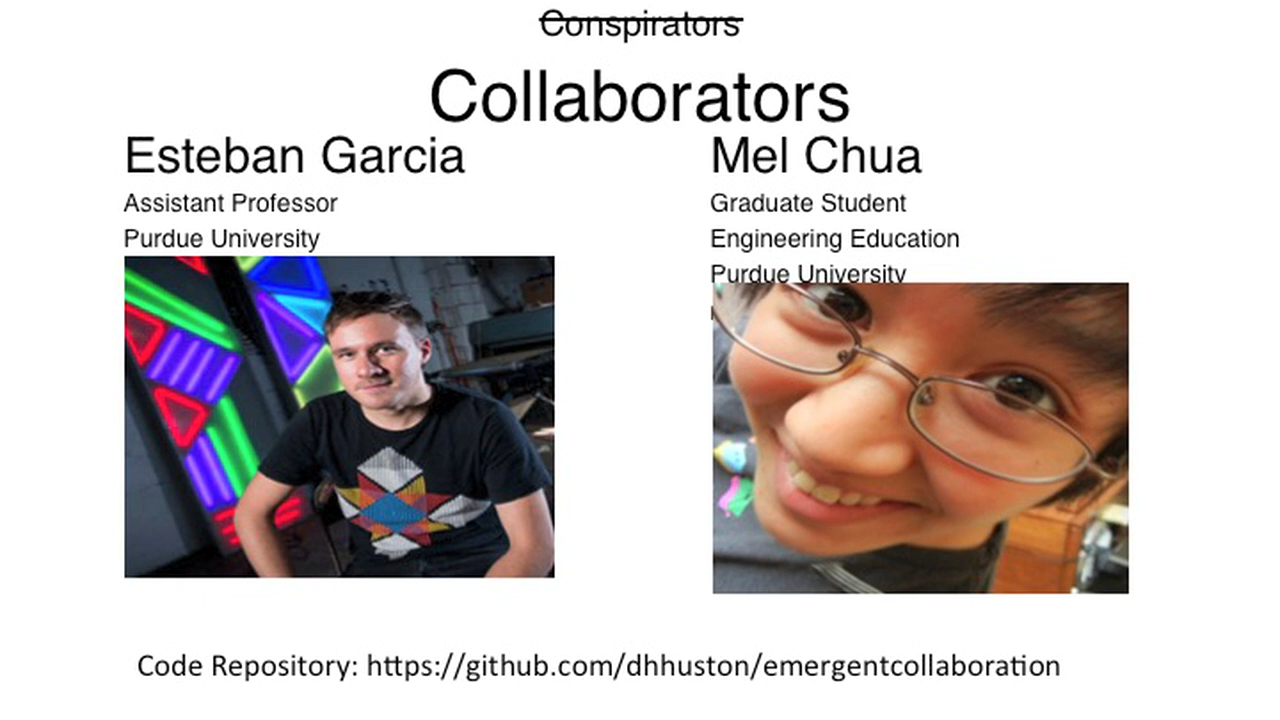 Conspirators
Collaborators
Esteban Garcia
Assistant Professor
Purdue University
Mel Chua
Graduate Student
Engineering Education
Purdue University
Code Repository: https://github.com/dhhuston/emergentcollaboration